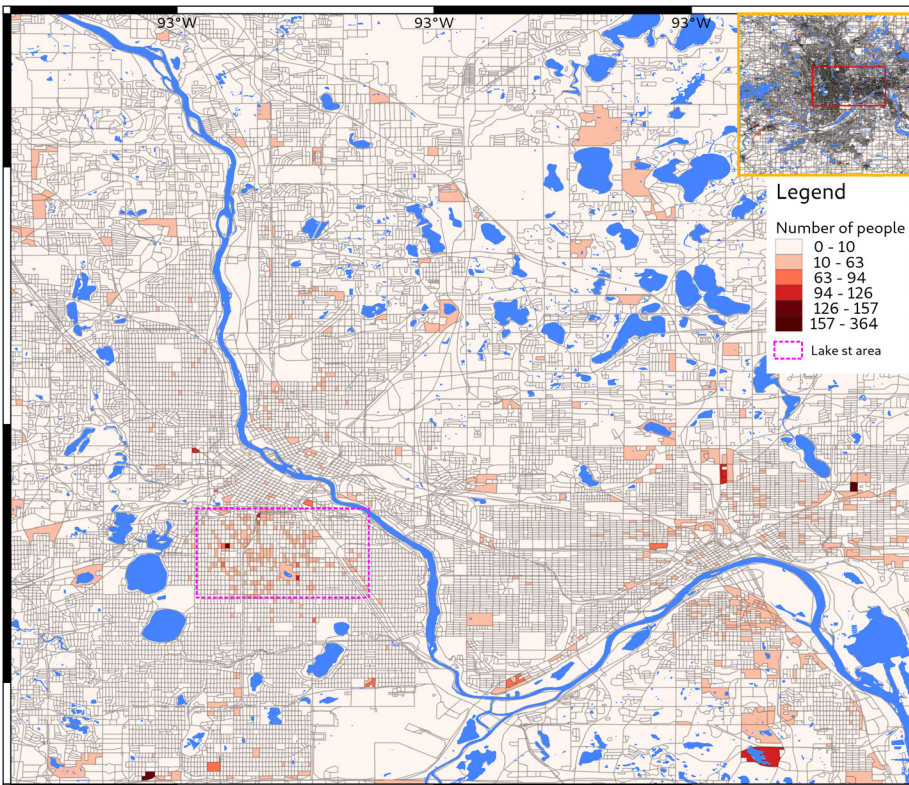 93°W 93°W 93°W
Legend
Number of people
0 - 10
10 - 63
63 - 94
94 - 126
126 - 157
157 - 364
Lake st area